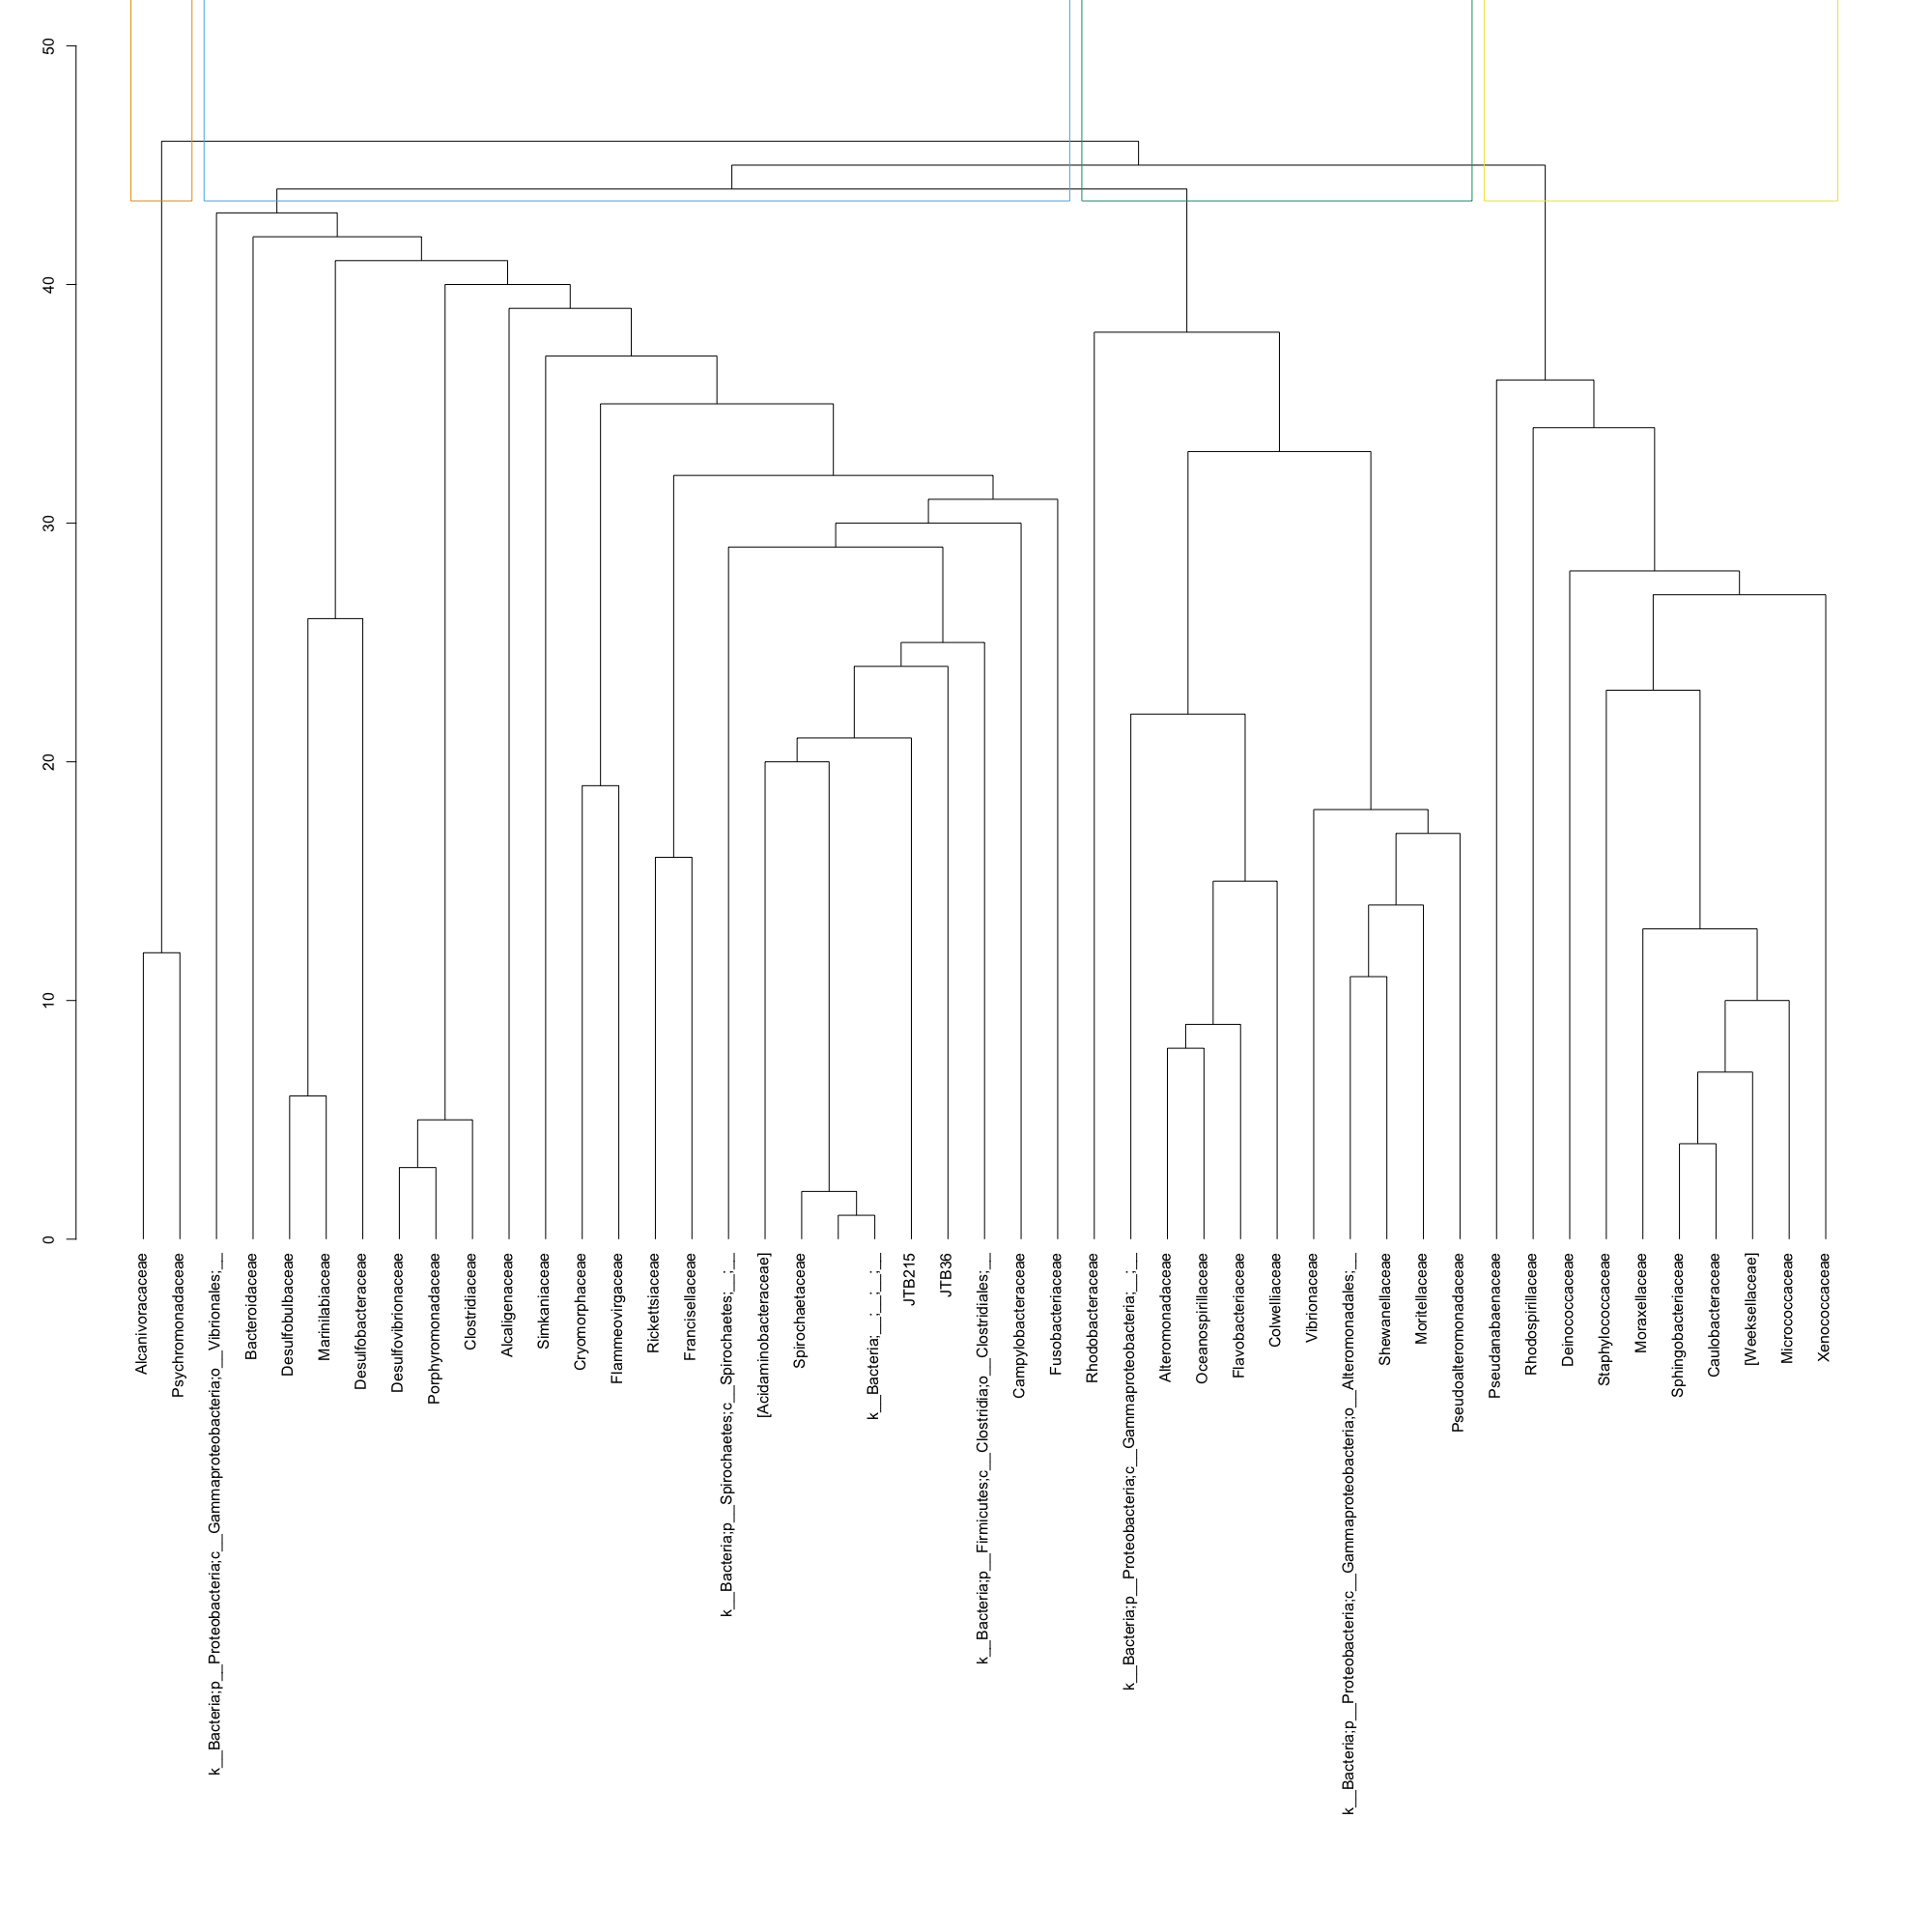 50
40
30
20
10
0
Alcanivoracaceae
Psychromonadaceae
k__Bacteria;p__Proteobacteria;c__Gammaproteobacteria;o__Vibrionales;__
Bacteroidaceae
Desulfobulbaceae
Marinilabiaceae
Desulfobacteraceae
Desulfovibrionaceae
Porphyromonadaceae
Clostridiaceae
Alcaligenaceae
Simkaniaceae
Cryomorphaceae
Flammeovirgaceae
Rickettsiaceae
Francisellaceae
k__Bacteria;p__Spirochaetes;c__Spirochaetes;__;__
[Acidaminobacteraceae]
Spirochaetaceae
k__Bacteria;__;__;__;__
JTB215
JTB36
k__Bacteria;p__Firmicutes;c__Clostridia;o__Clostridiales;__
Campylobacteraceae
Fusobacteriaceae
Rhodobacteraceae
k__Bacteria;p__Proteobacteria;c__Gammaproteobacteria;__;__
Alteromonadaceae
Oceanospirillaceae
Flavobacteriaceae
Colwelliaceae
Vibrionaceae
k__Bacteria;p__Proteobacteria;c__Gammaproteobacteria;o__Alteromonadales;__
Shewanellaceae
Moritellaceae
Pseudoalteromonadaceae
Pseudanabaenaceae
Rhodospirillaceae
Deinococcaceae
Staphylococcaceae
Moraxellaceae
Sphingobacteriaceae
Caulobacteraceae
[Weeksellaceae]
Micrococcaceae
Xenococcaceae